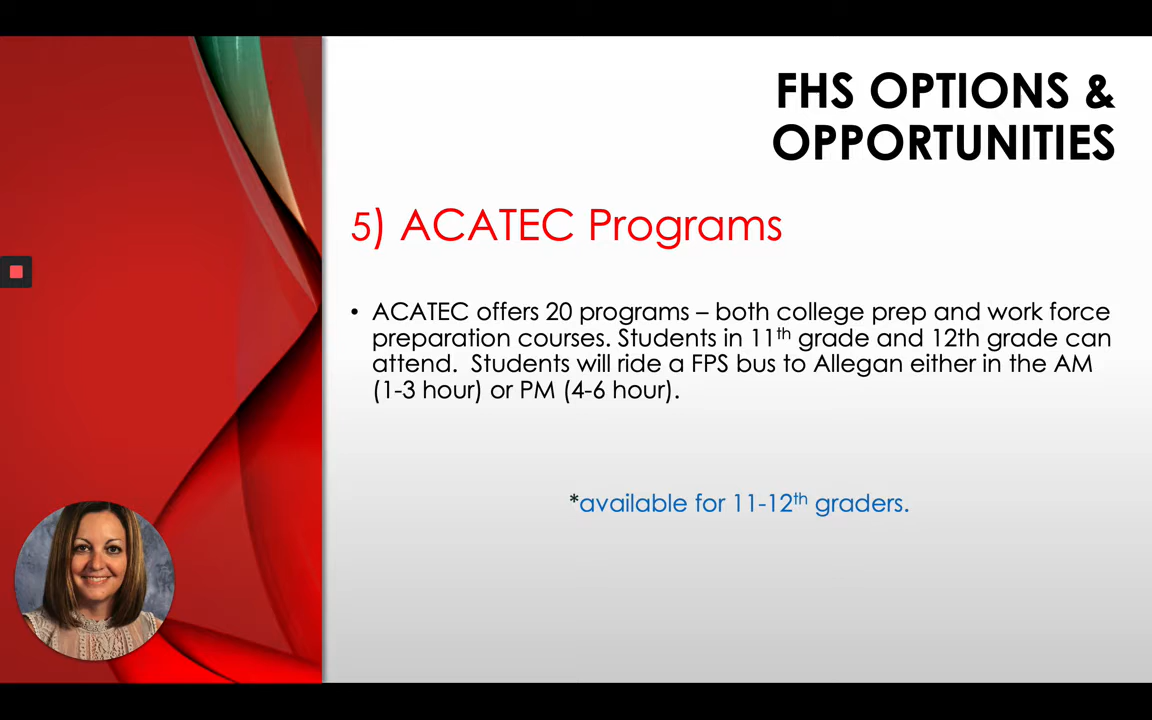 FHS OPTIONS &
OPPORTUNITIES
5) ACATEC Programs
• ACATEC offers 20 programs – both college prep and work force
preparation courses. Students in 11th grade and 12th grade can
attend.  Students will ride a FPS bus to Allegan either in the AM
(1-3 hour) or PM (4-6 hour).
*available for 11-12th graders.